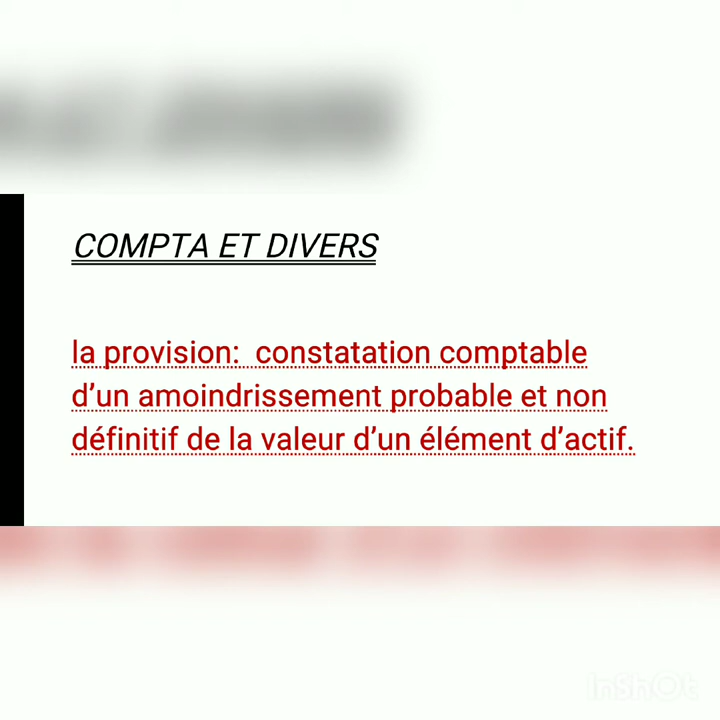 COMPTA ET DIVERS
la provision: constatation comptable
d’un amoindrissement probable et non
définitif de la valeur d’un élément d’actif.
InShOt